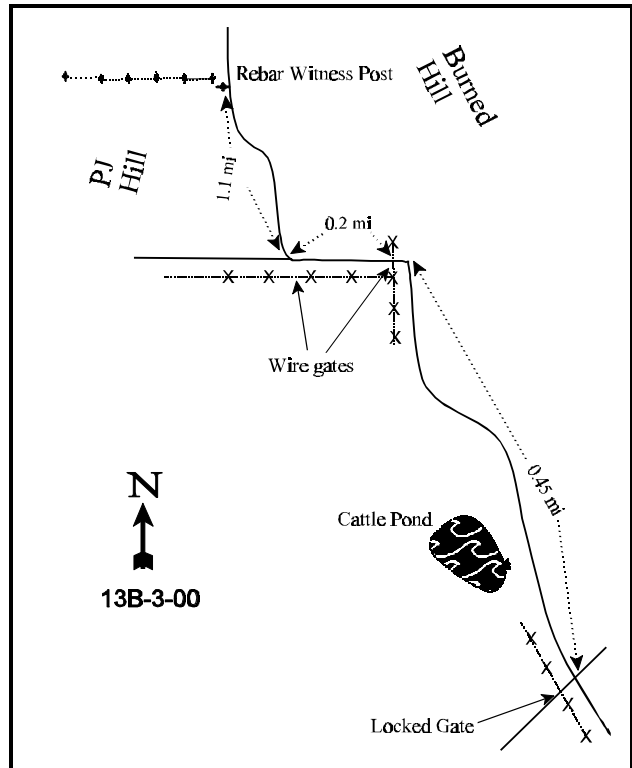 Rebar Witness Post
Burned
Hill
PJ
Hill
1.1 mi
0.2 mi
Wire gates
0.45 mi
N
Cattle Pond
13B-3-00
Locked Gate